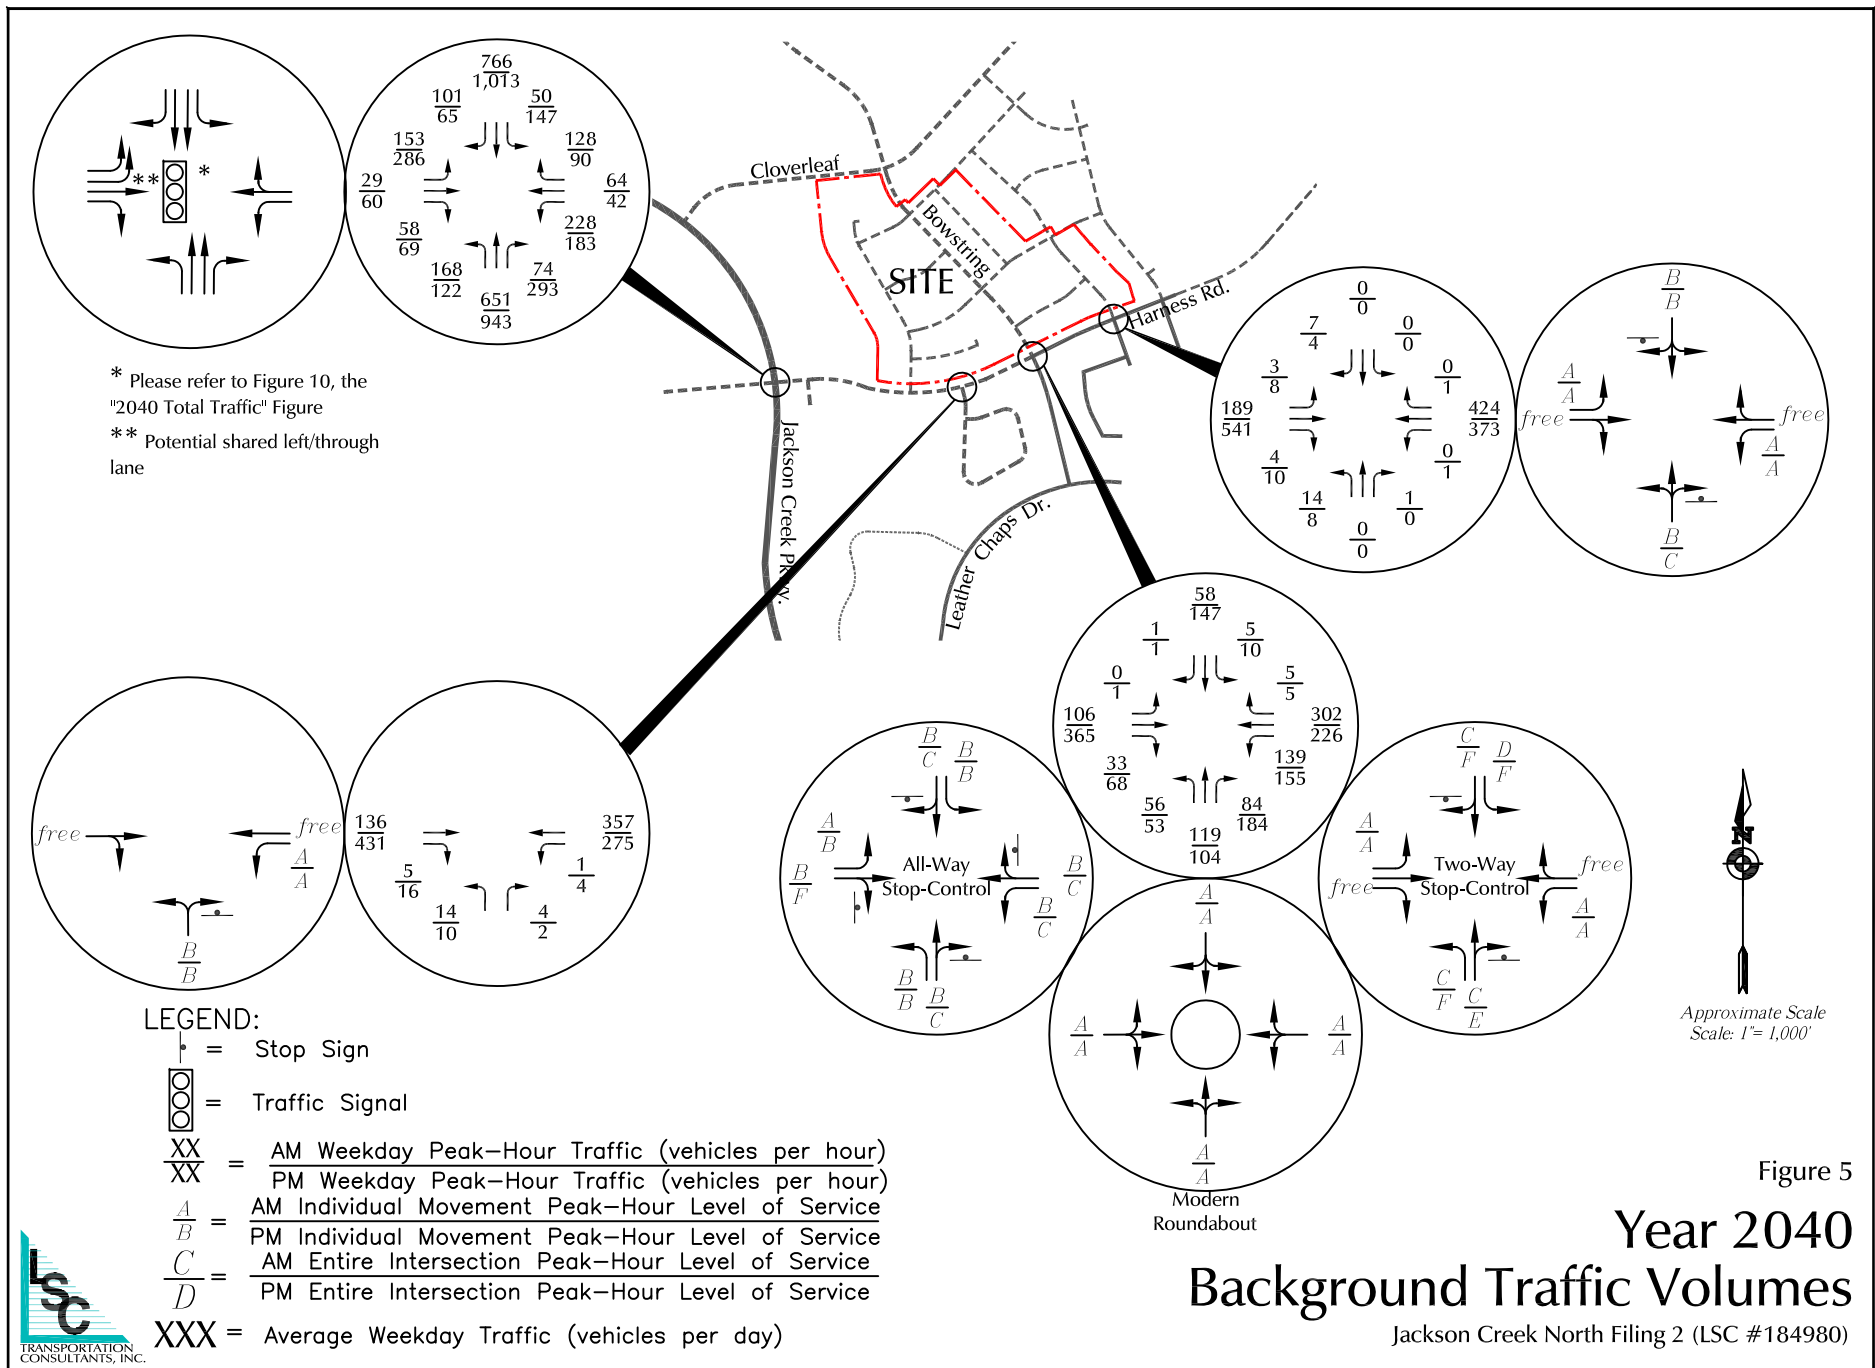 766
1,013
101
65
50
147
153
286
128
90
29
60
64
42
58
69
228
183
168
122
74
293
651
943
*
**
* Please refer to Figure 10, the
"2040 Total Traffic" Figure
** Potential shared left/through
lane
Cloverleaf
Bowstring
SITE
Harness Rd.
Jackson Creek Pkwy.
Leather Chaps Dr.
0
0
7
4
0
0
3
8
0
1
189
541
424
373
4
10
0
1
14
8
1
0
0
0
B
B
A
A
free
free
A
A
B
C
58
147
1
1
5
10
0
1
5
5
106
365
302
226
33
68
139
155
56
53
84
184
119
104
free
free
A
A
B
B
136
431
357
275
5
16
1
4
14
10
4
2
B
C
B
B
A
B
B
F
All-Way
Stop-Control
B
C
B
C
B
B
B
C
C
F
D
F
A
A
free
Two-Way
Stop-Control
free
A
A
C
F
C
E
A
A
A
A
A
A
A
A
Modern
Roundabout
N
Approximate Scale
Scale: 1"= 1,000'
LEGEND:
= Stop Sign
= Traffic Signal
XX
XX
= AM Weekday Peak-Hour Traffic (vehicles per hour)
PM Weekday Peak-Hour Traffic (vehicles per hour)
A
B
= AM Individual Movement Peak-Hour Level of Service
PM Individual Movement Peak-Hour Level of Service
C
D
= AM Entire Intersection Peak-Hour Level of Service
PM Entire Intersection Peak-Hour Level of Service
XXX = Average Weekday Traffic (vehicles per day)
LSC
TRANSPORTATION
CONSULTANTS, INC.
Figure 5
Year 2040
Background Traffic Volumes
Jackson Creek North Filing 2 (LSC #184980)